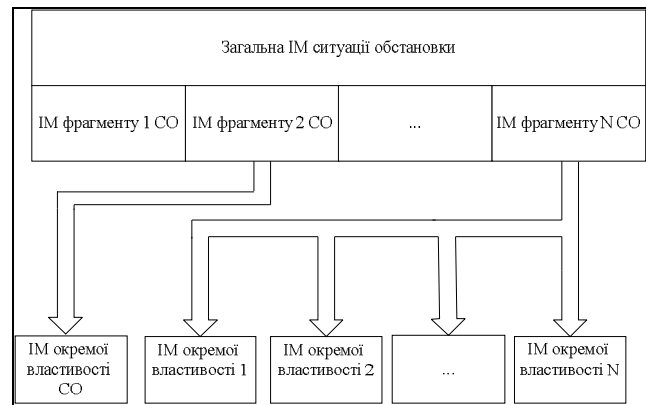 Загальна ІМ ситуації обстановки
ІМ фрагменту 1 СО
ІМ фрагменту 2 СО
...
ІМ фрагменту N СО
ІМ окремої
властивості
СО
ІМ окремої
властивості 1
ІМ окремої
властивості 2
...
ІМ окремої
властивості N